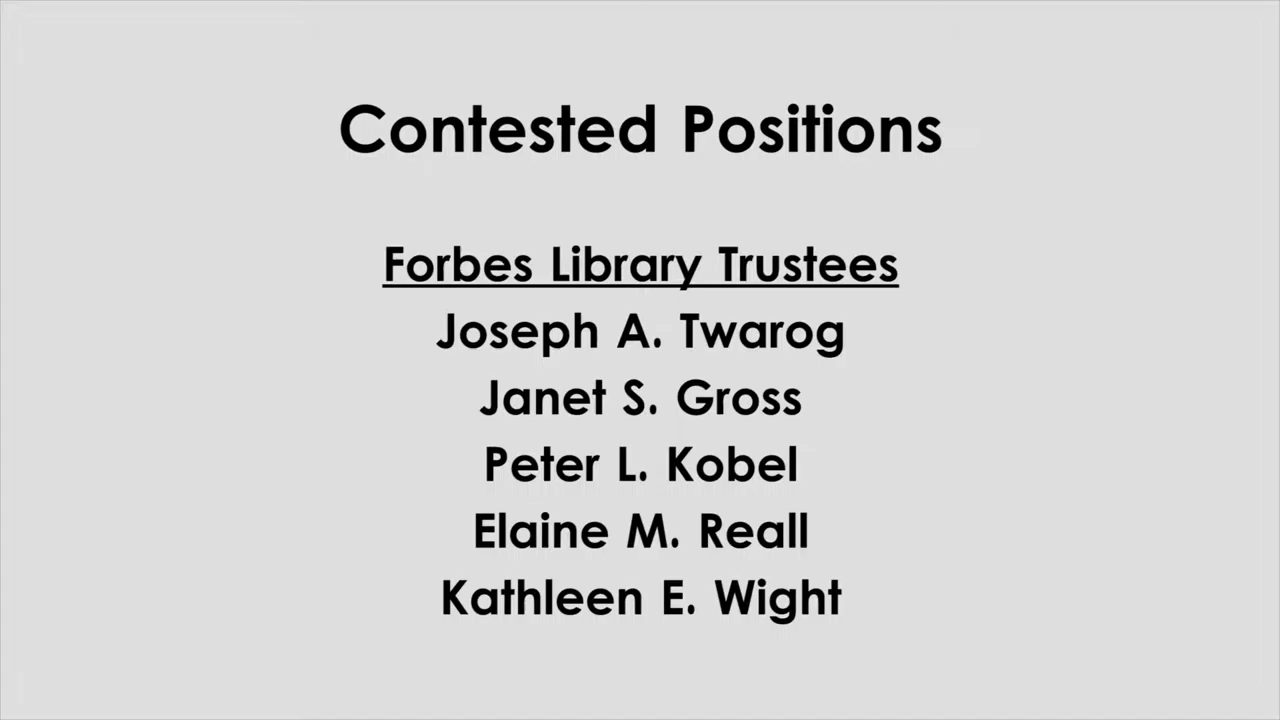 Contested Positions
Forbes Library Trustees
Joseph A. Twarog
Janet S. Gross
Peter L. Kobel
Elaine M. Reall
Kathleen E. Wight